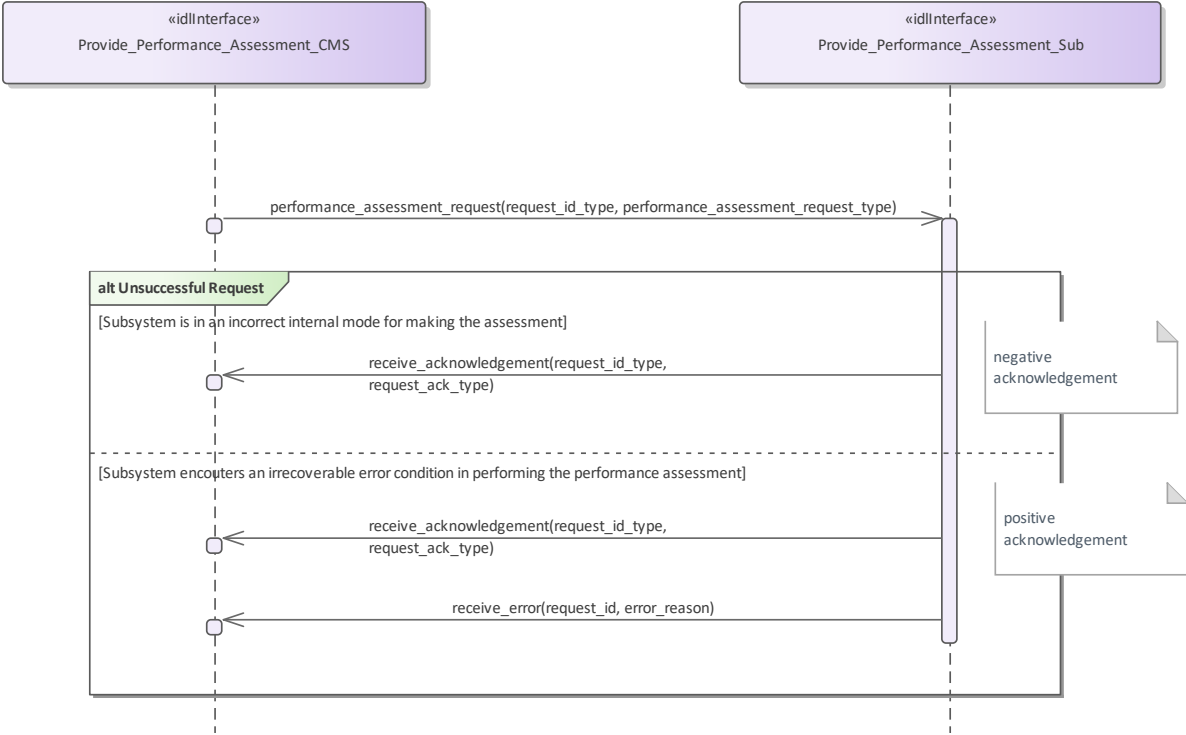 «idlInterface»
Provide_Performance_Assessment_CMS
«idlInterface»
Provide_Performance_Assessment_Sub
performance_assessment_request(request_id_type, performance_assessment_request_type)
alt Unsuccessful Request
[Subsystem is in an incorrect internal mode for making the assessment]
receive_acknowledgement(request_id_type,
request_ack_type)
negative
acknowledgement
[Subsystem encouters an irrecoverable error condition in performing the performance assessment]
receive_acknowledgement(request_id_type,
request_ack_type)
positive
acknowledgement
receive_error(request_id, error_reason)